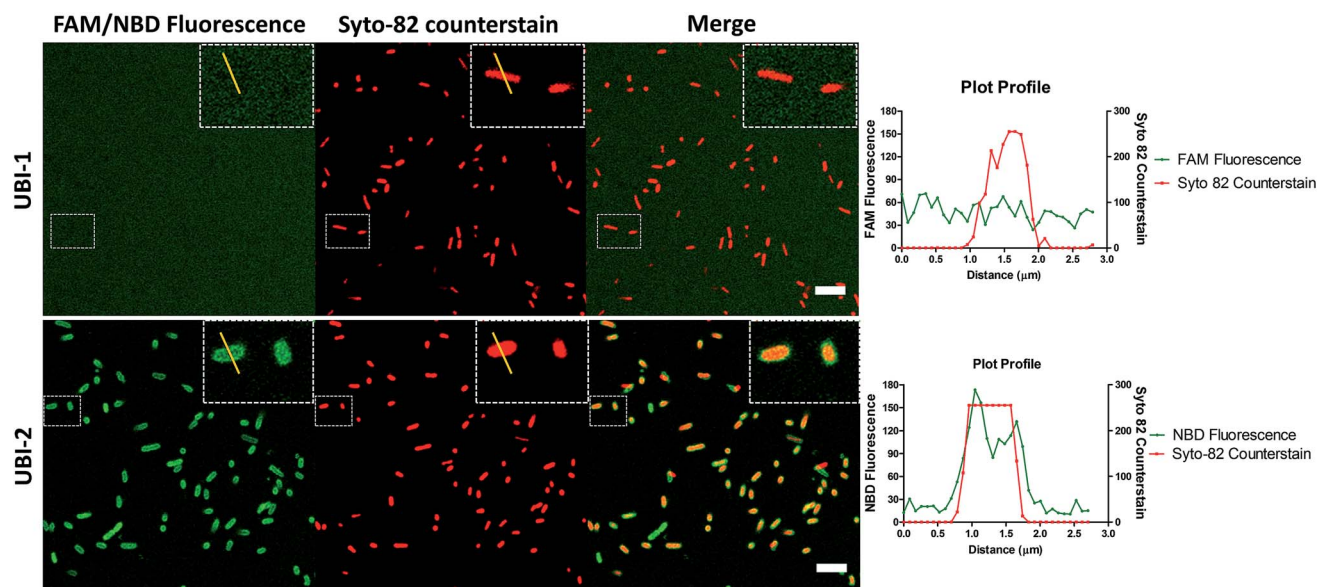 FAM/NBD Fluorescence Syto-82 counterstain Merge
UBI-1
Plot Profile
FAM Fluorescence
180
150
120
90
60
30
0
300
200
100
0
Syto 82 Counterstain
0.0 0.5 1.0 1.5 2.0 2.5 3.0
Distance (μm)
FAM Fluorescence
Syto 82 Counterstain
UBI-2
Plot Profile
NBD Fluorescence
180
150
120
90
60
30
0
300
200
100
0
Syto 82 Counterstain
0.0 0.5 1.0 1.5 2.0 2.5 3.0
Distance (μm)
NBD Fluorescence
Syto-82 Counterstain